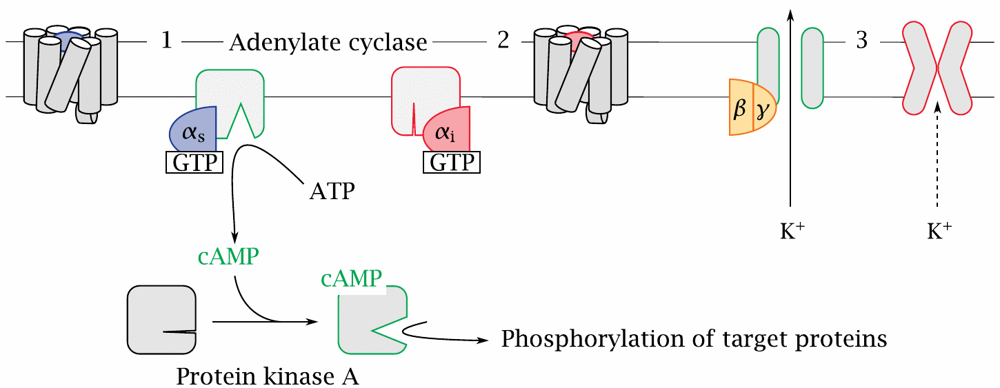 1 Adenylate cyclase 2 3
β γ
αs αi
GTP GTP
ATP
K+ K+
cAMP
cAMP
Phosphorylation of target proteins
Protein kinase A